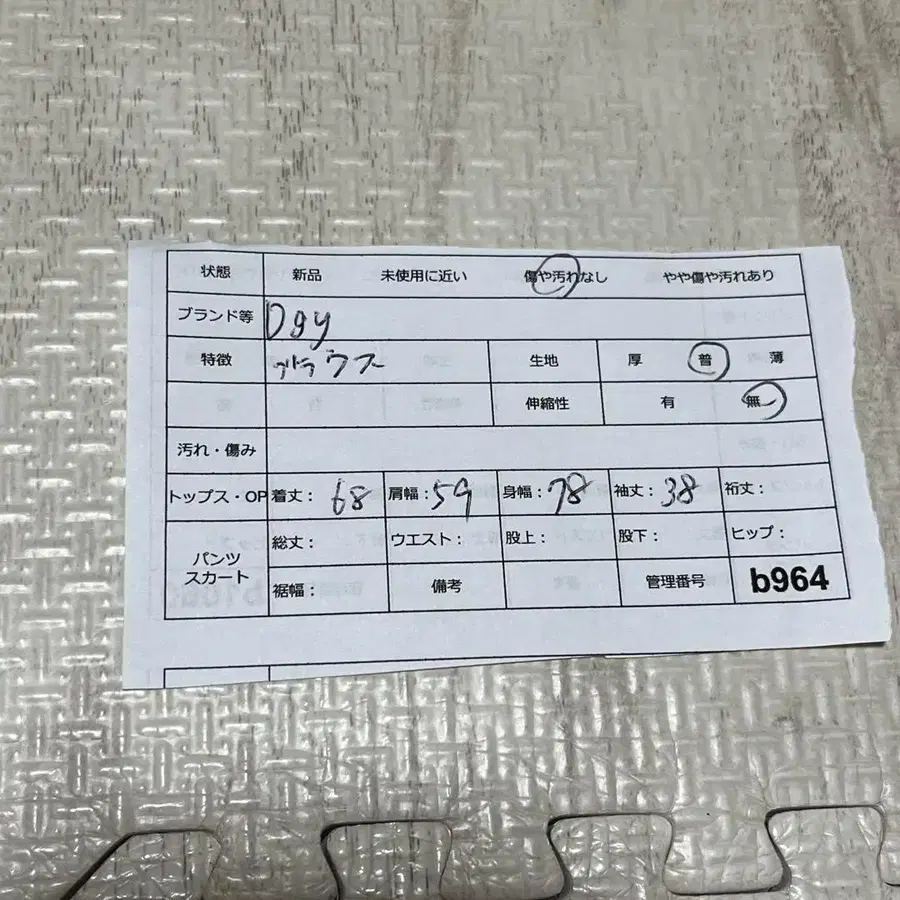 状態 新品 未使用に近い 傷や汚れなし やや傷や汚れあり
ブランド等 Dgy
特徴 ブラウス 生地 厚 普 薄
伸縮性 有 無
汚れ・傷み
トップス・OP 着丈： 68 肩幅：59 身幅：78 袖丈：38 裄丈：
パンツ スカート 総丈： ウエスト： 股上： 股下： ヒップ：
裾幅： 備考 管理番号 b964